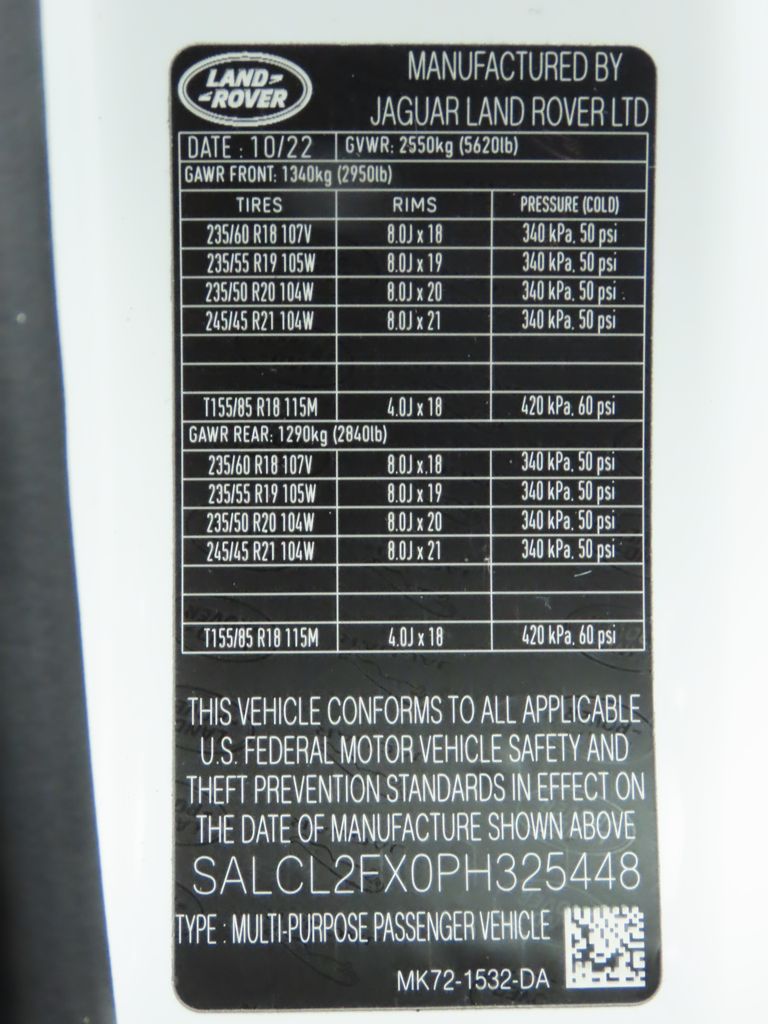 LAND ROVER
MANUFACTURED BY
JAGUAR LAND ROVER LTD
DATE : 10/22 GVWR: 2550kg (5620lb)
GAWR FRONT: 1340kg (2950lb)
TIRES RIMS PRESSURE (COLD)
235/60 R18 107V 8.0J x 18 340 kPa, 50 psi
235/55 R19 105W 8.0J x 19 340 kPa, 50 psi
235/50 R20 104W 8.0J x 20 340 kPa, 50 psi
245/45 R21 104W 8.0J x 21 340 kPa, 50 psi
T155/85 R18 115M 4.0J x 18 420 kPa, 60 psi
GAWR REAR: 1290kg (2840lb)
235/60 R18 107V 8.0J x 18 340 kPa, 50 psi
235/55 R19 105W 8.0J x 19 340 kPa, 50 psi
235/50 R20 104W 8.0J x 20 340 kPa, 50 psi
245/45 R21 104W 8.0J x 21 340 kPa, 50 psi
T155/85 R18 115M 4.0J x 18 420 kPa, 60 psi
THIS VEHICLE CONFORMS TO ALL APPLICABLE
U.S. FEDERAL MOTOR VEHICLE SAFETY AND
THEFT PREVENTION STANDARDS IN EFFECT ON
THE DATE OF MANUFACTURE SHOWN ABOVE
SALCL2FX0PH325448
TYPE : MULTI-PURPOSE PASSENGER VEHICLE
MK72-1532-DA